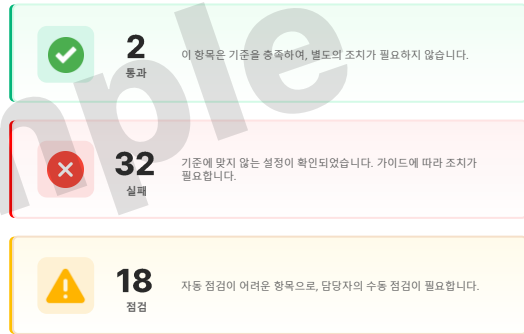 2
통과
이 항목은 기준을 충족하여, 별도의 조치가 필요하지 않습니다.
32
실패
기준에 맞지 않는 설정이 확인되었습니다. 가이드에 따라 조치가
필요합니다.
18
점검
자동 점검이 어려운 항목으로, 담당자의 수동 점검이 필요합니다.
mple